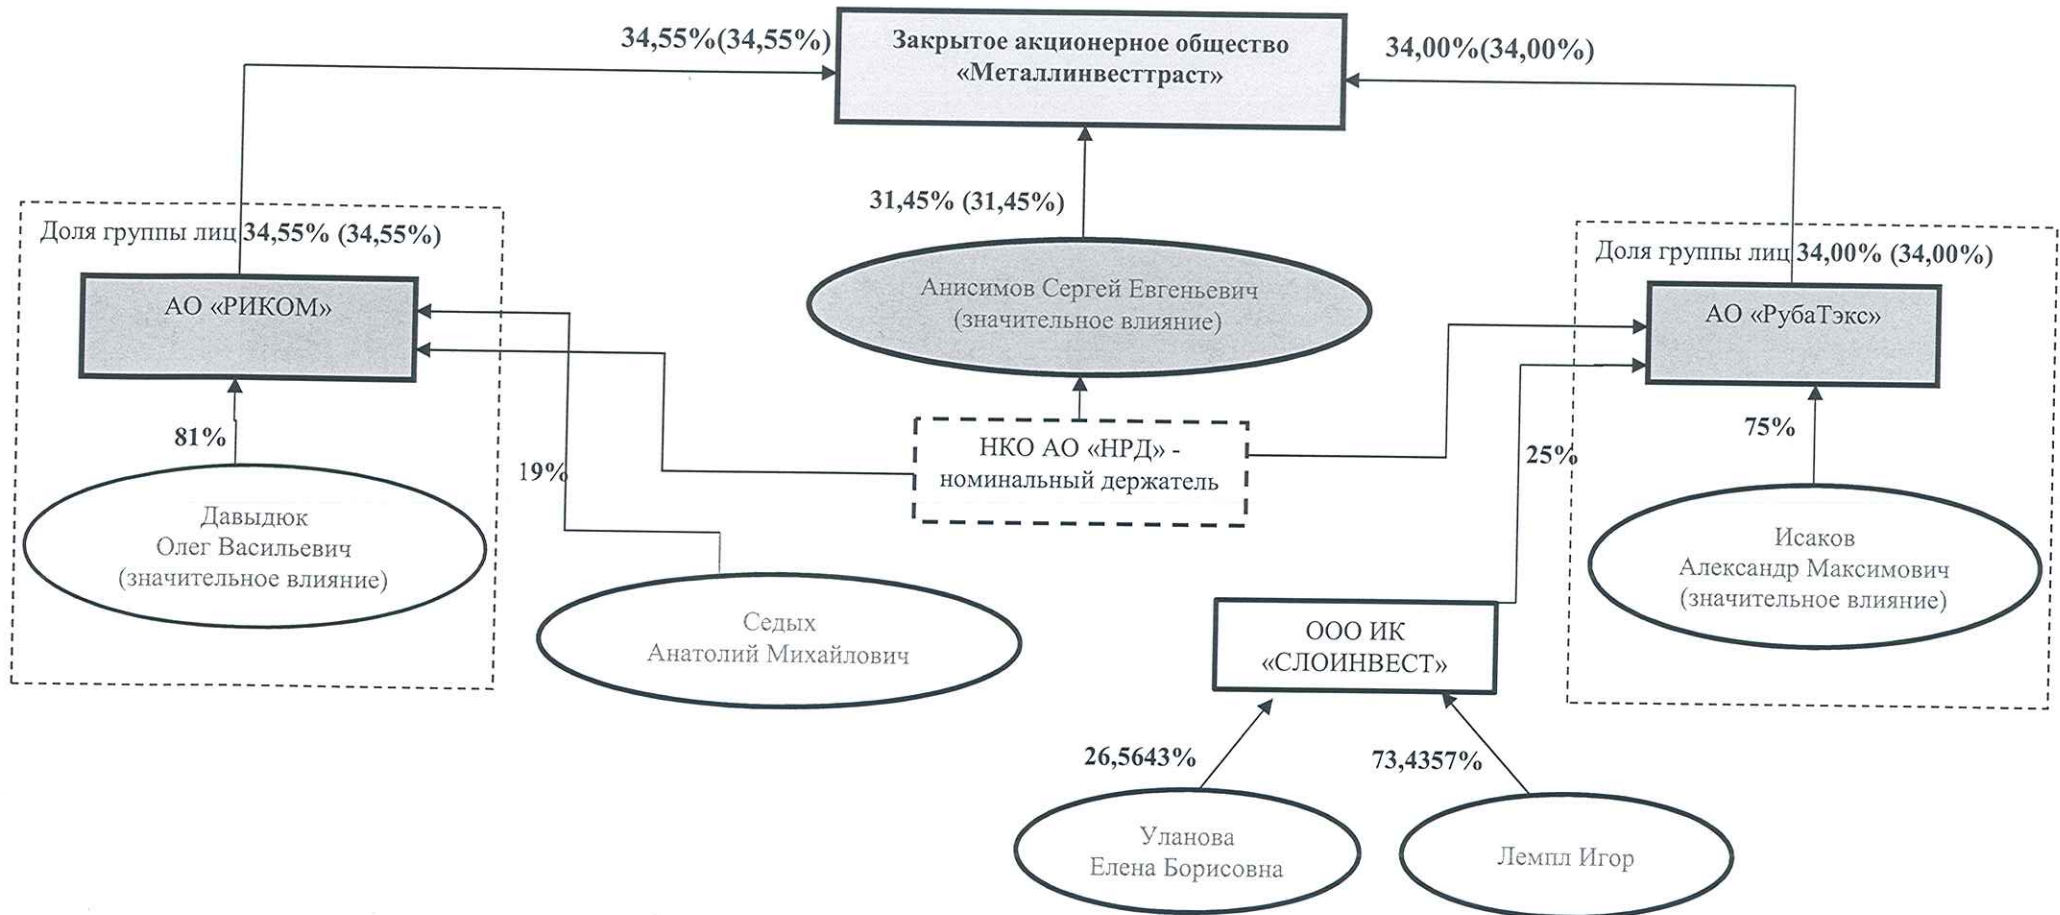 34,55%(34,55%)
Закрытое акционерное общество
«Металлинвесттраст»
34,00%(34,00%)
31,45% (31,45%)
Доля группы лиц 34,55% (34,55%)
Доля группы лиц 34,00% (34,00%)
АО «РИКОМ»
Анисимов Сергей Евгеньевич
(значительное влияние)
АО «РубаТэкс»
81%
19%
НКО АО «НРД» -
номинальный держатель
25%
75%
Давыдюк
Олег Васильевич
(значительное влияние)
Седых
Анатолий Михайлович
ООО ИК
«СЛОИНВЕСТ»
Исаков
Александр Максимович
(значительное влияние)
26,5643%
73,4357%
Уланова
Елена Борисовна
Лемпл Игор